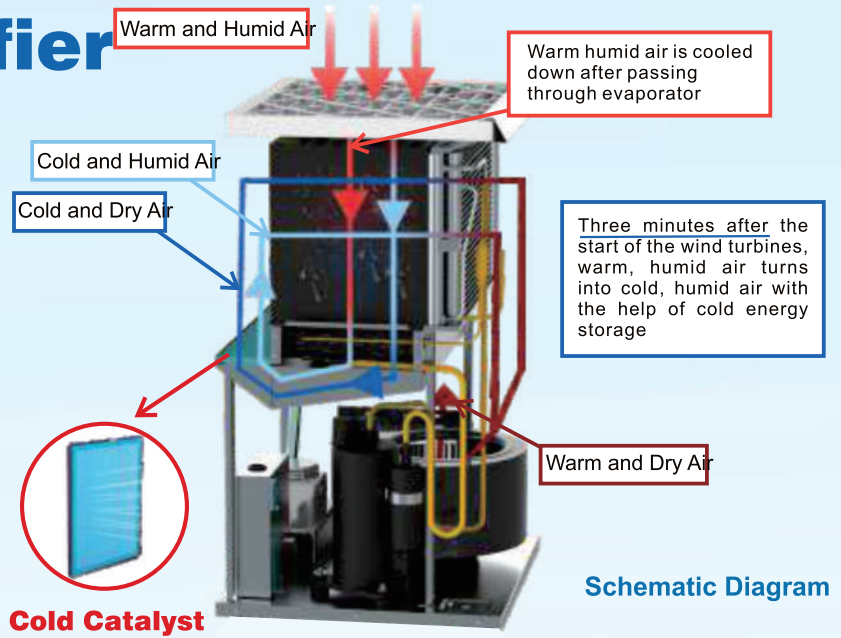 fier
Warm and Humid Air
Warm humid air is cooled
down after passing
through evaporator
Cold and Humid Air
Cold and Dry Air
Three minutes after the
start of the wind turbines,
warm, humid air turns
into cold, humid air with
the help of cold energy
storage
Warm and Dry Air
Schematic Diagram
Cold Catalyst